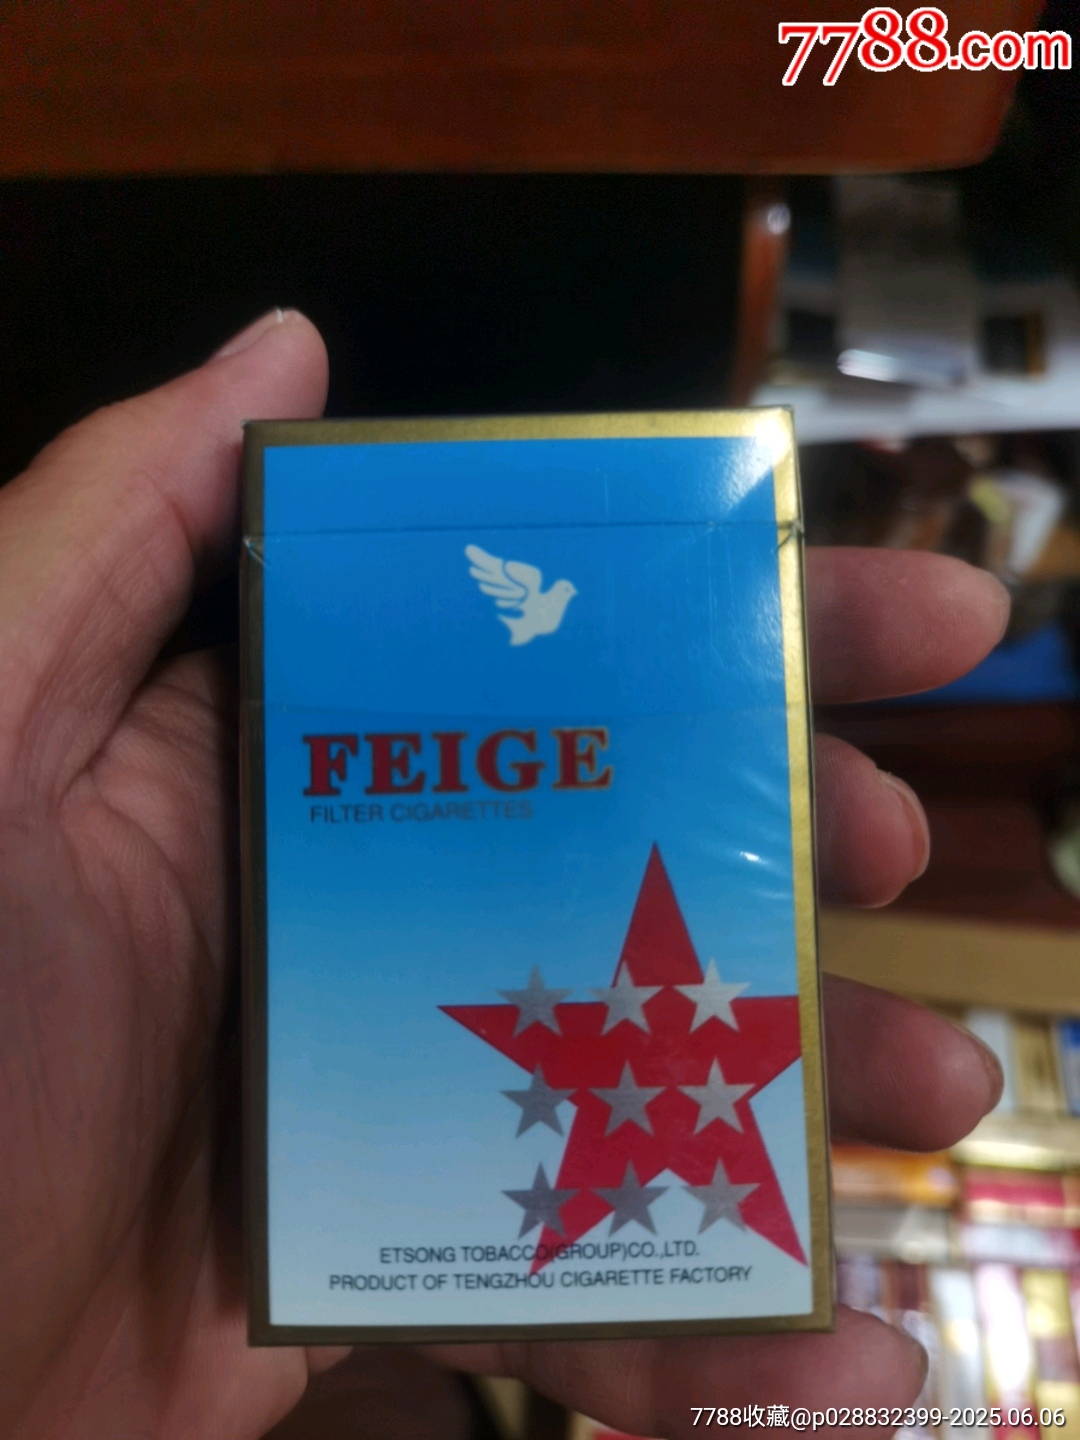 7788.com
FEIGE
FILTER CIGARETTES
ETSONG TOBACCO(GROUP)CO.,LTD.
PRODUCT OF TENGZHOU CIGARETTE FACTORY
7788收藏@p028832399-2025.06.06